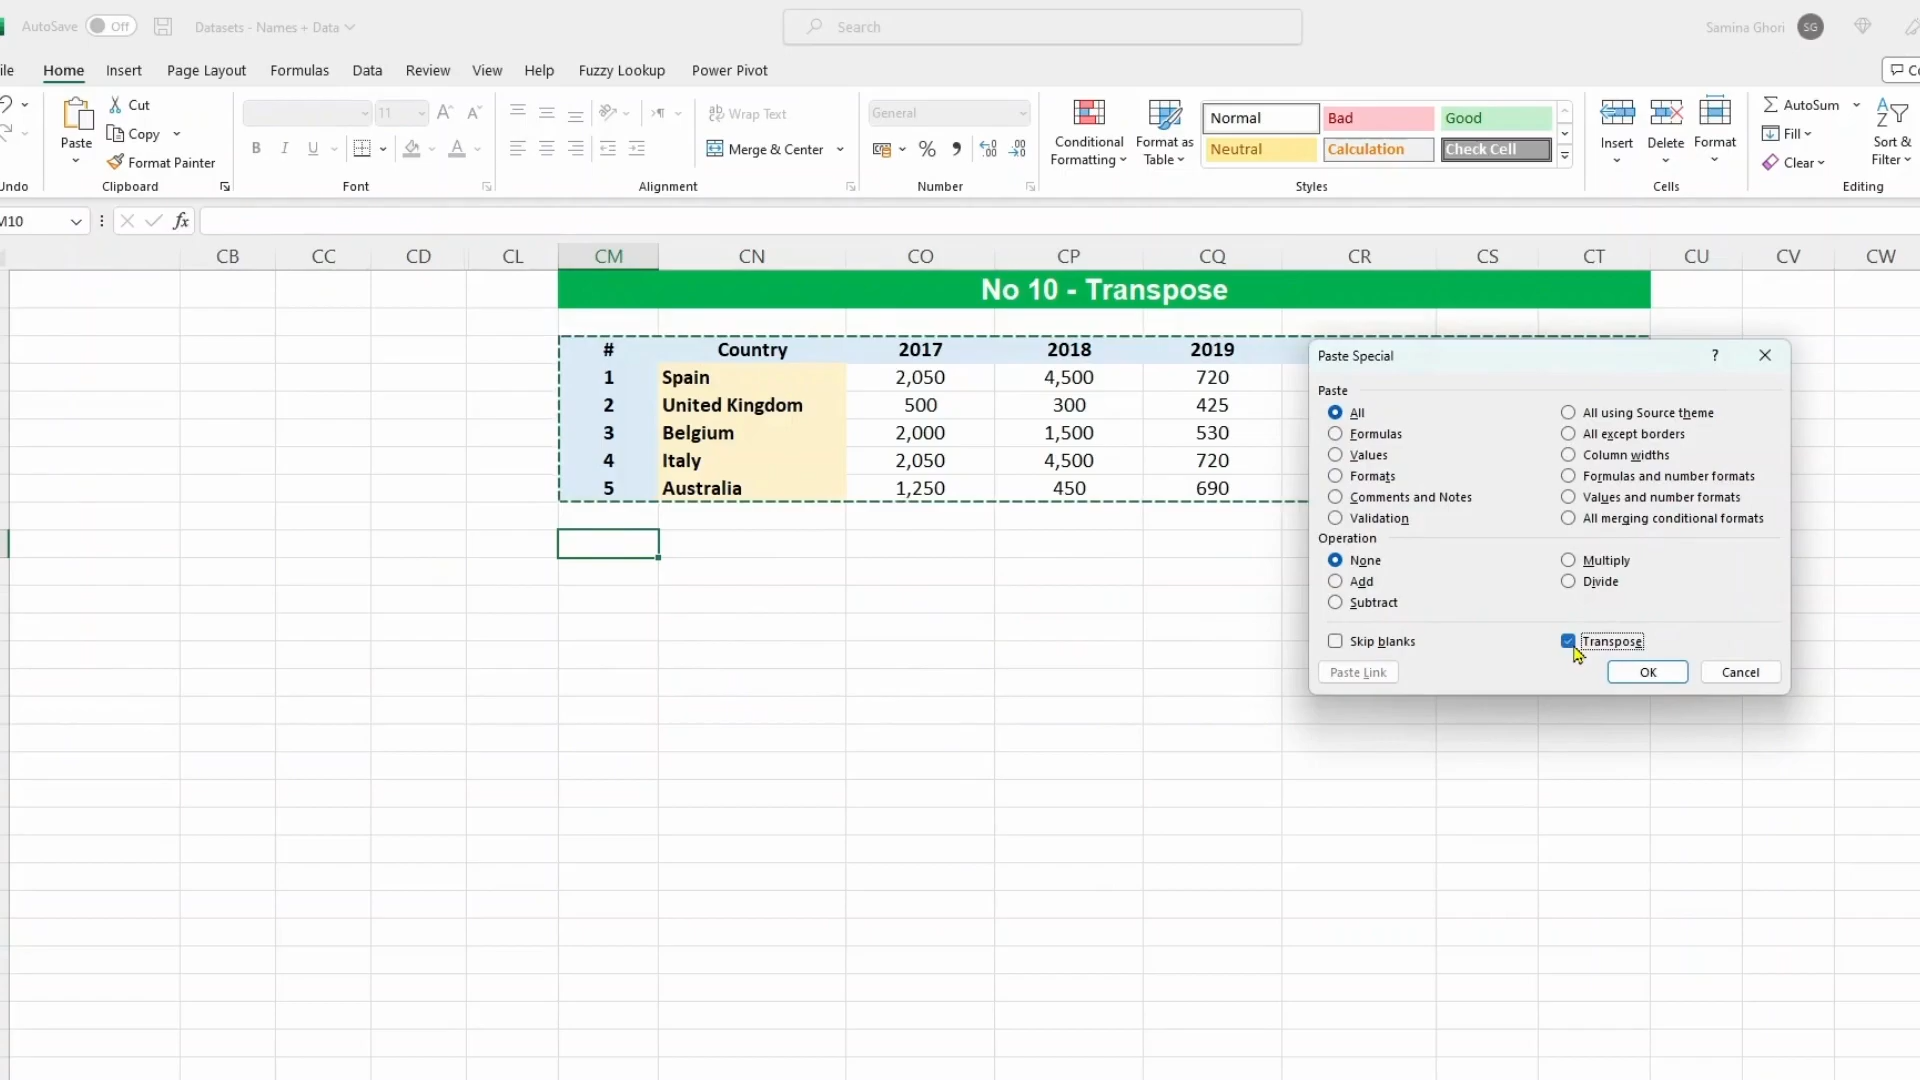 AutoSave Off Datasets - Names + Data Search Samina Ghori SG
ile Home Insert Page Layout Formulas Data Review View Help Fuzzy Lookup Power Pivot Co
Cut 11 Wrap Text General Normal Bad Good AutoSum
Paste Copy Conditional Formatting Format as Table Insert Delete Format Fill Sort & Filter
Format Painter B I U Merge & Center % Neutral Calculation Check Cell Clear
Undo Clipboard Font Alignment Number Styles Cells Editing
M10 fx
CB CC CD CL CM CN CO CP CQ CR CS CT CU CV CW
No 10 - Transpose
# Country 2017 2018 2019
1 Spain 2,050 4,500 720
2 United Kingdom 500 300 425
3 Belgium 2,000 1,500 530
4 Italy 2,050 4,500 720
5 Australia 1,250 450 690
Paste Special ?
Paste
All All using Source theme
Formulas All except borders
Values Column widths
Formats Formulas and number formats
Comments and Notes Values and number formats
Validation All merging conditional formats
Operation
None Multiply
Add Divide
Subtract
Skip blanks Transpose
Paste Link OK Cancel